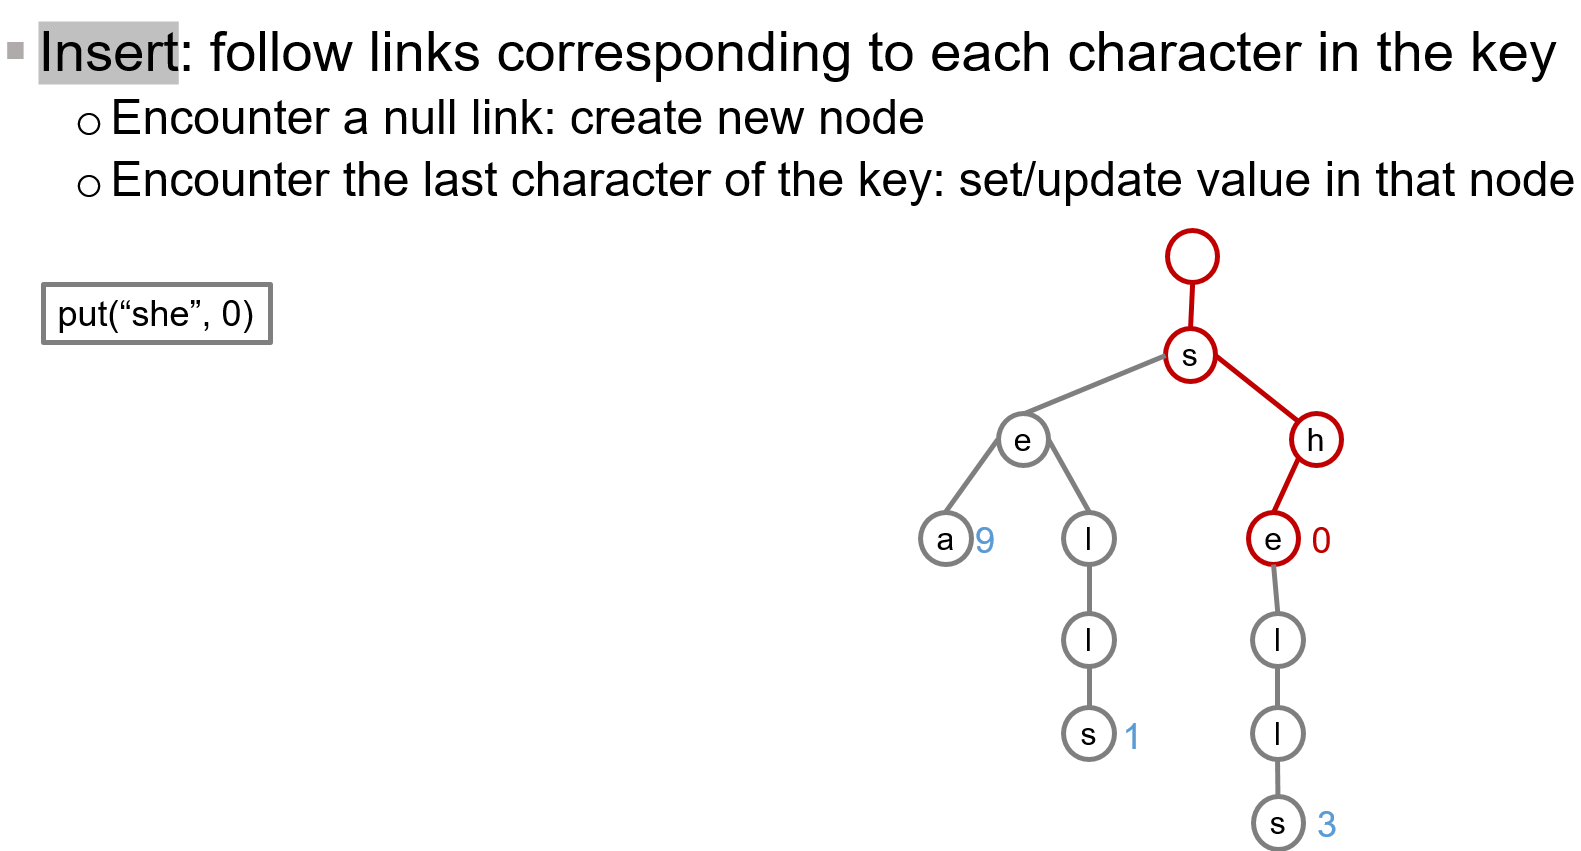 Insert: follow links corresponding to each character in the key
Encounter a null link: create new node
Encounter the last character of the key: set/update value in that node
put(“she”, 0)
s
e
h
a 9
l
e 0
l
l
s 1
l
s 3